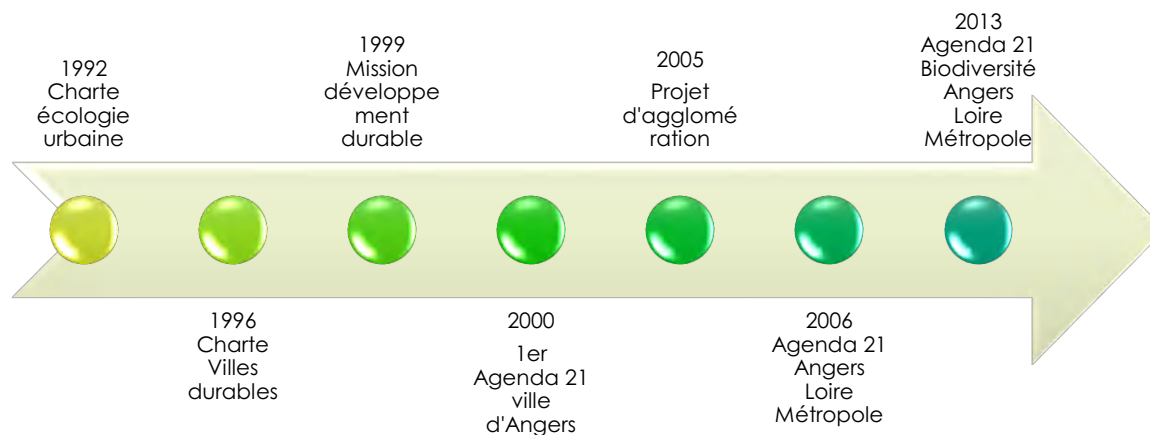 1992
Charte
écologie
urbaine
1996
Charte
Villes
durables
1999
Mission
développe
ment
durable
2000
1er
Agenda 21
ville
d'Angers
2005
Projet
d'agglomé
ration
2006
Agenda 21
Angers
Loire
Métropole
2013
Agenda 21
Biodiversité
Angers
Loire
Métropole